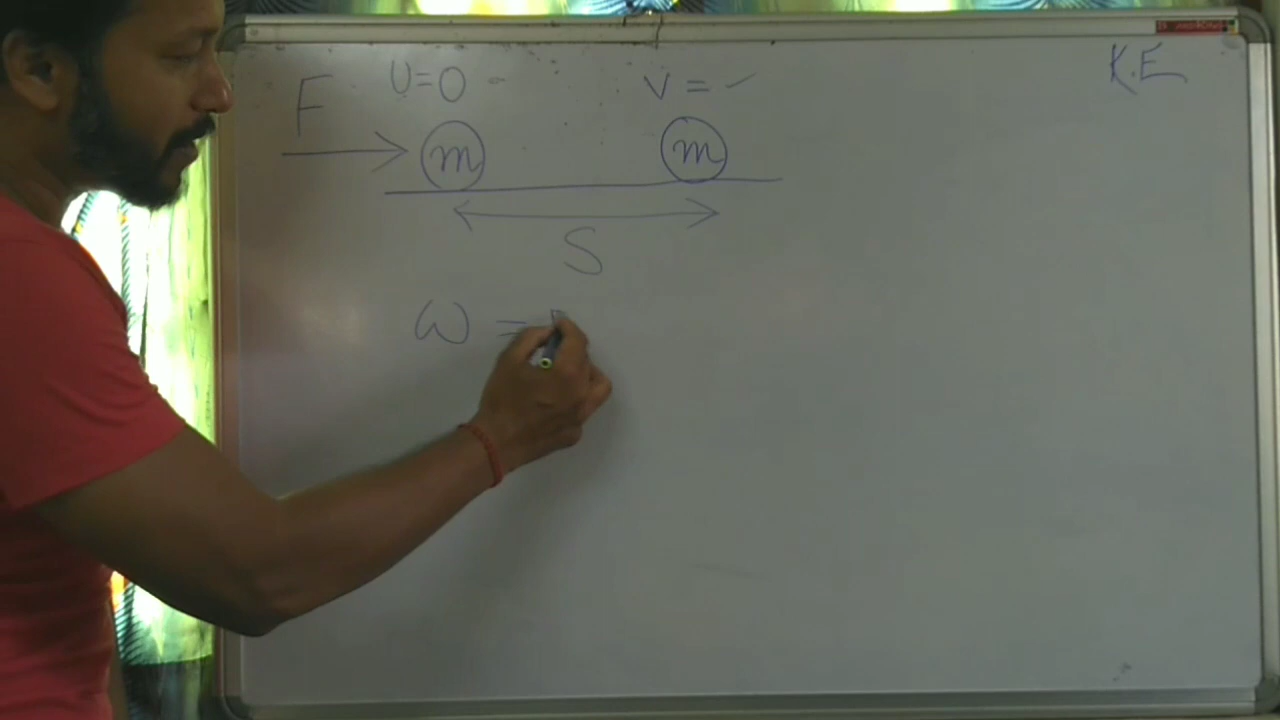 K.E
F U=0 V =
m m
S
W =